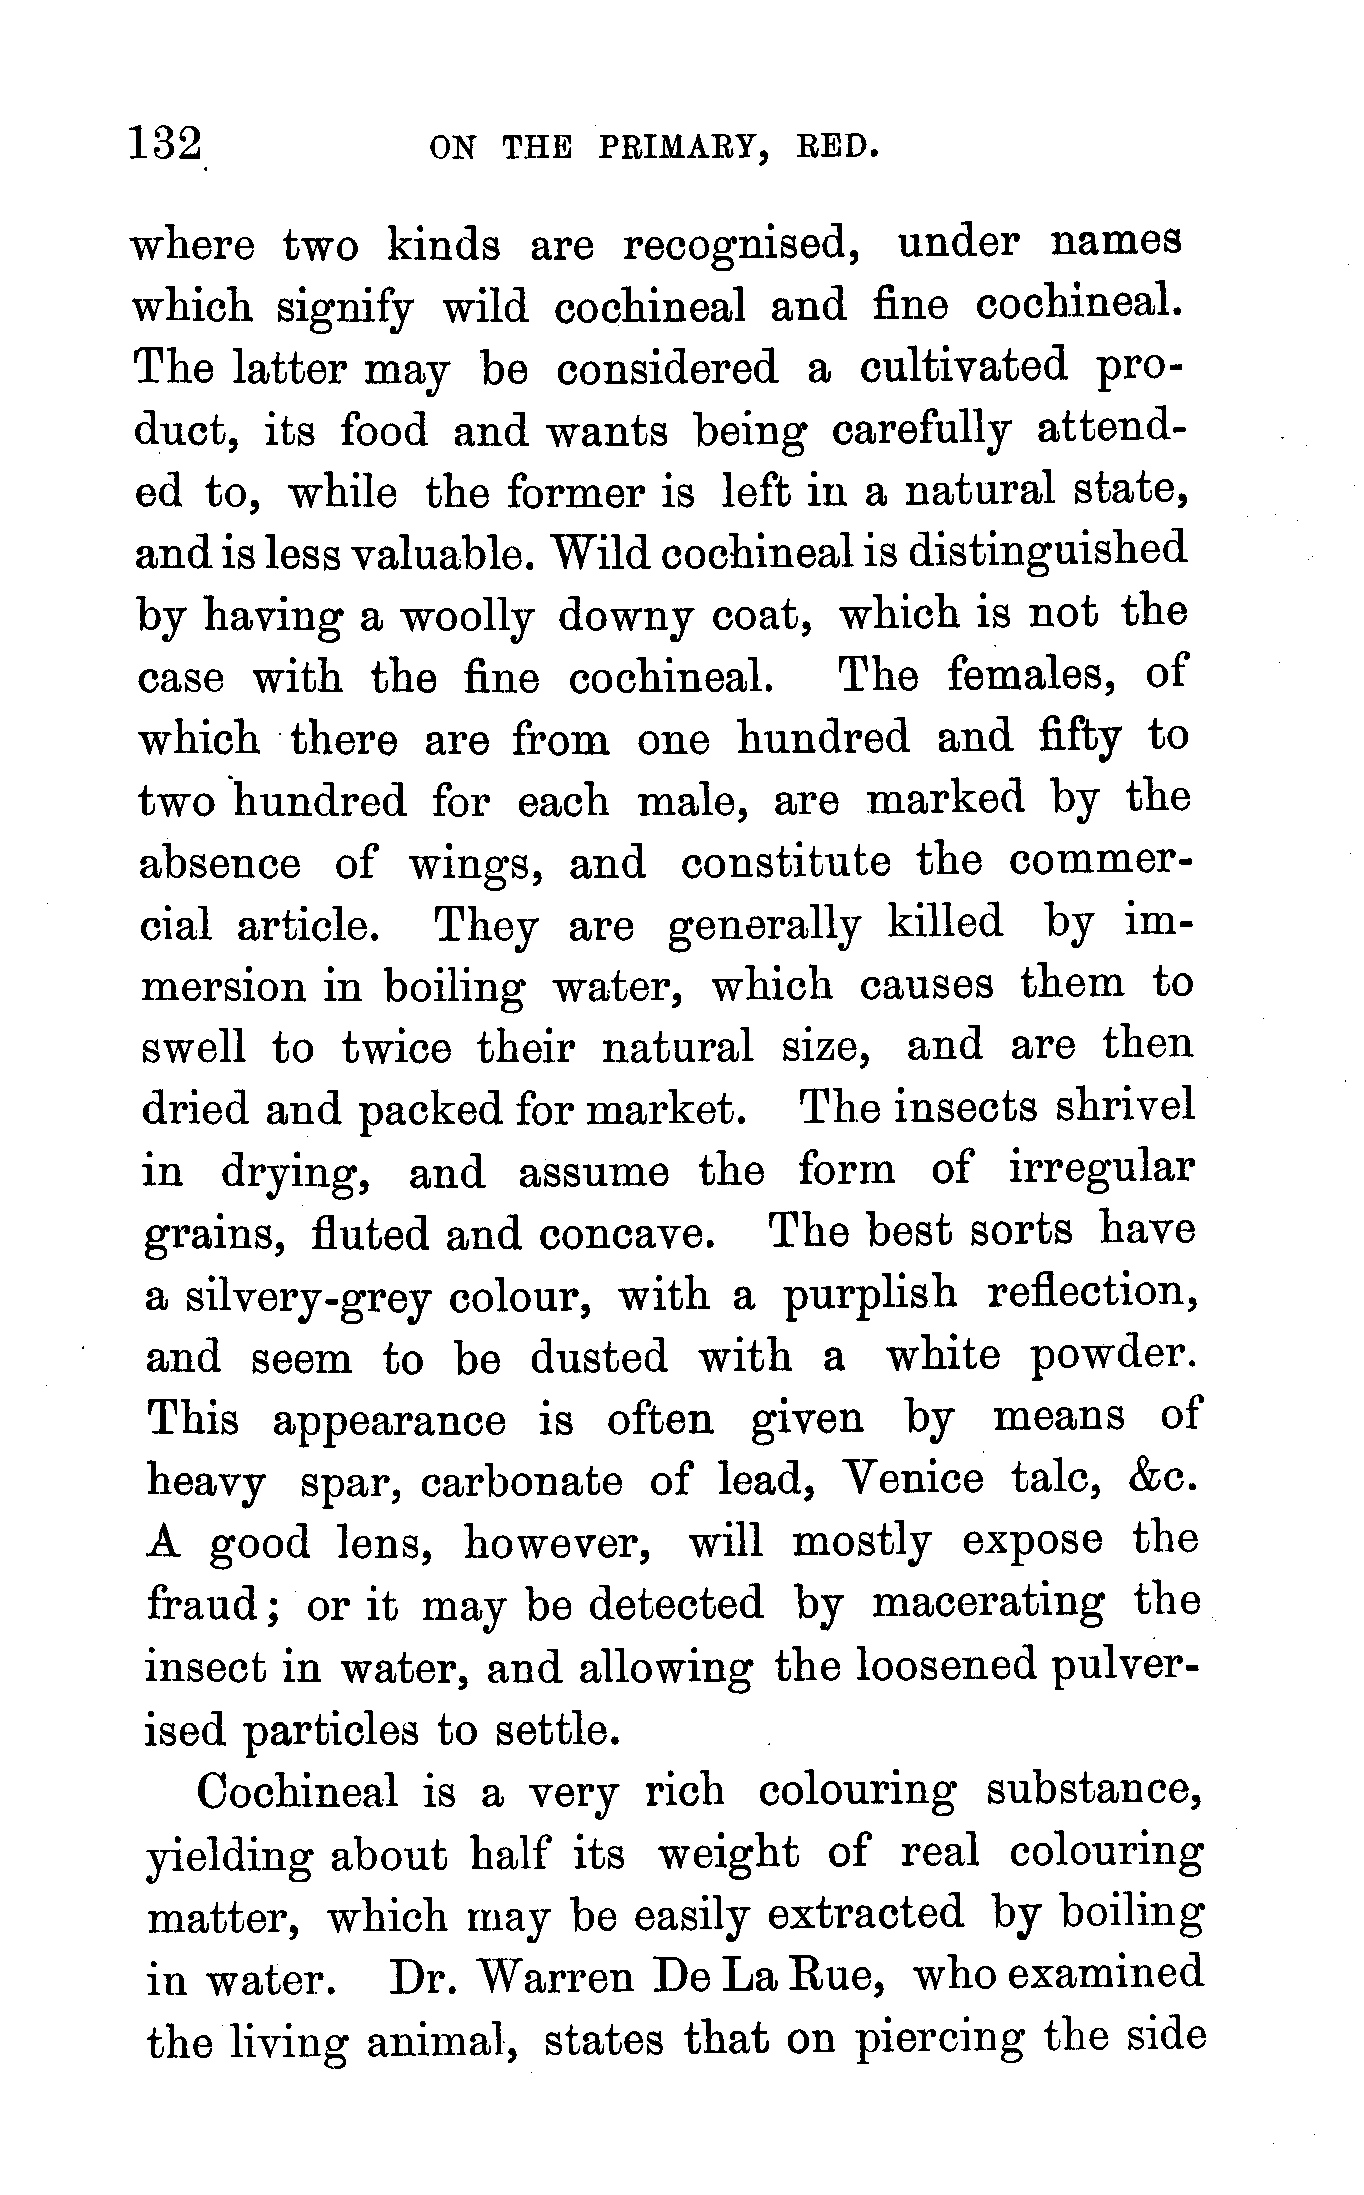 132 ON THE PRIMARY, RED.
where two kinds are recognised, under names
which signify wild cochineal and fine cochineal.
The latter may be considered a cultivated pro-
duct, its food and wants being carefully attend-
ed to, while the former is left in a natural state,
and is less valuable. Wild cochineal is distinguished
by having a woolly downy coat, which is not the
case with the fine cochineal. The females, of
which there are from one hundred and fifty to
two hundred for each male, are marked by the
absence of wings, and constitute the commer-
cial article. They are generally killed by im-
mersion in boiling water, which causes them to
swell to twice their natural size, and are then
dried and packed for market. The insects shrivel
in drying, and assume the form of irregular
grains, fluted and concave. The best sorts have
a silvery-grey colour, with a purplish reflection,
and seem to be dusted with a white powder.
This appearance is often given by means of
heavy spar, carbonate of lead, Venice talc, &c.
A good lens, however, will mostly expose the
fraud; or it may be detected by macerating the
insect in water, and allowing the loosened pulver-
ised particles to settle.
Cochineal is a very rich colouring substance,
yielding about half its weight of real colouring
matter, which may be easily extracted by boiling
in water. Dr. Warren De La Rue, who examined
the living animal, states that on piercing the side